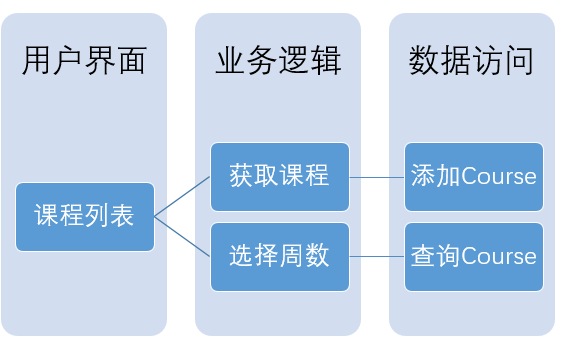 用户界面
业务逻辑
数据访问
课程列表
获取课程
添加Course
选择周数
查询Course